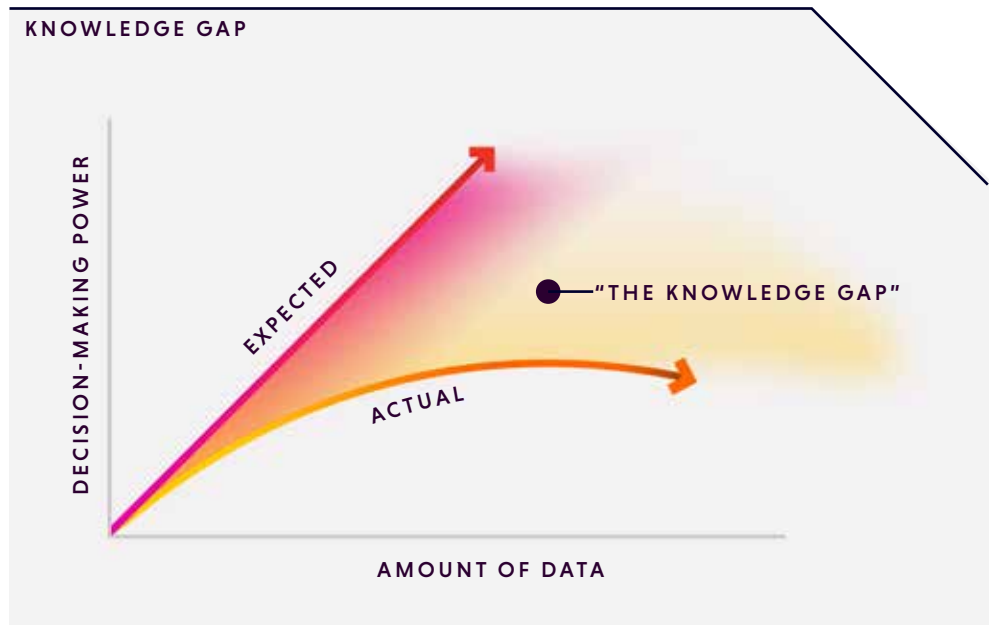 KNOWLEDGE GAP
DECISION-MAKING POWER
EXPECTED
"THE KNOWLEDGE GAP"
ACTUAL
AMOUNT OF DATA